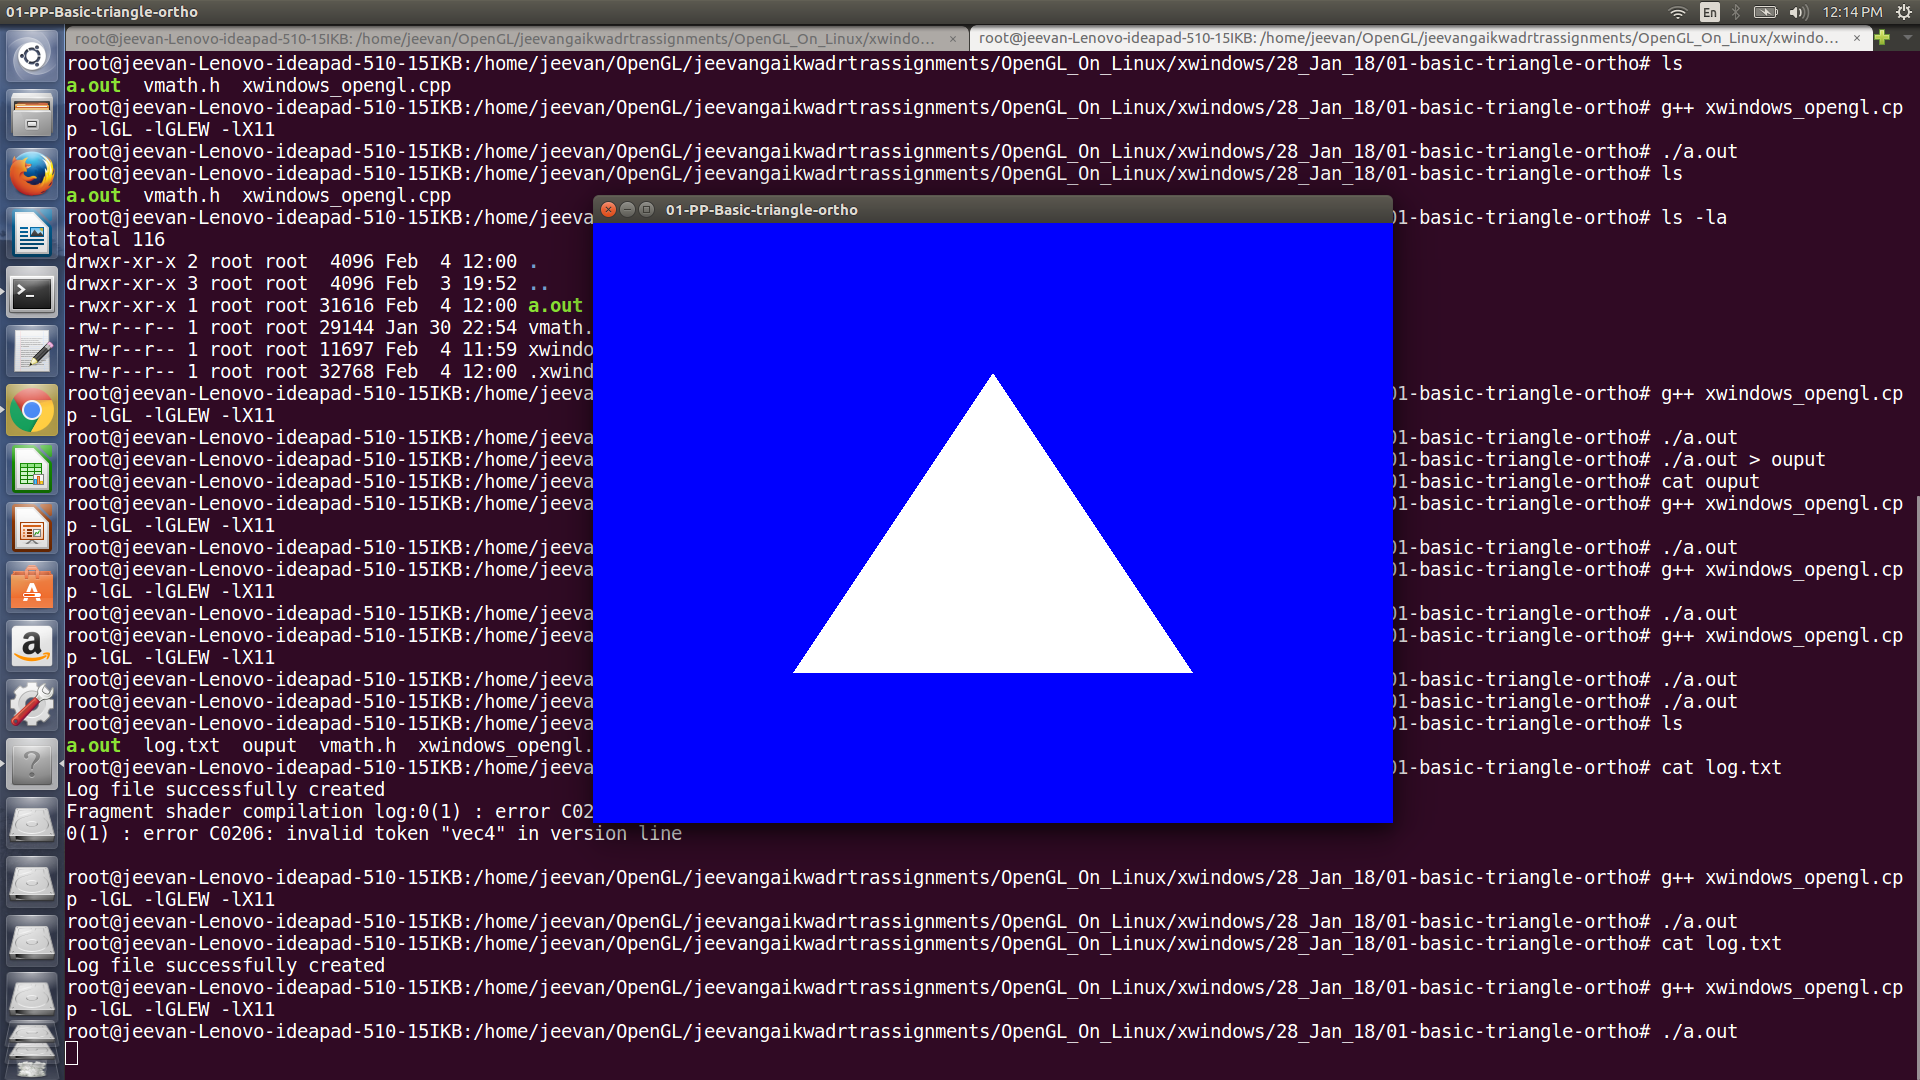 01-PP-Basic-triangle-ortho
En
12:14 PM
root@jeevan-Lenovo-ideapad-510-15IKB: /home/jeevan/OpenGL/jeevangaikwadrtrassignments/OpenGL_On_Linux/xwindo...
root@jeevan-Lenovo-ideapad-510-15IKB: /home/jeevan/OpenGL/jeevangaikwadrtrassignments/OpenGL_On_Linux/xwindo...
root@jeevan-Lenovo-ideapad-510-15IKB:/home/jeevan/OpenGL/jeevangaikwadrtrassignments/OpenGL_On_Linux/xwindows/28_Jan_18/01-basic-triangle-ortho# ls
a.out  vmath.h  xwindows_opengl.cpp
root@jeevan-Lenovo-ideapad-510-15IKB:/home/jeevan/OpenGL/jeevangaikwadrtrassignments/OpenGL_On_Linux/xwindows/28_Jan_18/01-basic-triangle-ortho# g++ xwindows_opengl.cp
p -lGL -lGLEW -lX11
root@jeevan-Lenovo-ideapad-510-15IKB:/home/jeevan/OpenGL/jeevangaikwadrtrassignments/OpenGL_On_Linux/xwindows/28_Jan_18/01-basic-triangle-ortho# ./a.out
root@jeevan-Lenovo-ideapad-510-15IKB:/home/jeevan/OpenGL/jeevangaikwadrtrassignments/OpenGL_On_Linux/xwindows/28_Jan_18/01-basic-triangle-ortho# ls
a.out  vmath.h  xwindows_opengl.cpp
root@jeevan-Lenovo-ideapad-510-15IKB:/home/jeeva 01-basic-triangle-ortho# ls -la
01-PP-Basic-triangle-ortho
total 116
drwxr-xr-x 2 root root  4096 Feb  4 12:00 .
drwxr-xr-x 3 root root  4096 Feb  3 19:52 ..
-rwxr-xr-x 1 root root 31616 Feb  4 12:00 a.out
-rw-r--r-- 1 root root 29144 Jan 30 22:54 vmath.
-rw-r--r-- 1 root root 11697 Feb  4 11:59 xwindo
-rw-r--r-- 1 root root 32768 Feb  4 12:00 .xwind
root@jeevan-Lenovo-ideapad-510-15IKB:/home/jeeva 01-basic-triangle-ortho# g++ xwindows_opengl.cp
p -lGL -lGLEW -lX11
root@jeevan-Lenovo-ideapad-510-15IKB:/home/jeeva 01-basic-triangle-ortho# ./a.out
root@jeevan-Lenovo-ideapad-510-15IKB:/home/jeeva 01-basic-triangle-ortho# ./a.out > ouput
root@jeevan-Lenovo-ideapad-510-15IKB:/home/jeeva 01-basic-triangle-ortho# cat ouput
root@jeevan-Lenovo-ideapad-510-15IKB:/home/jeeva 01-basic-triangle-ortho# g++ xwindows_opengl.cp
p -lGL -lGLEW -lX11
root@jeevan-Lenovo-ideapad-510-15IKB:/home/jeeva 01-basic-triangle-ortho# ./a.out
root@jeevan-Lenovo-ideapad-510-15IKB:/home/jeeva 01-basic-triangle-ortho# g++ xwindows_opengl.cp
p -lGL -lGLEW -lX11
root@jeevan-Lenovo-ideapad-510-15IKB:/home/jeeva 01-basic-triangle-ortho# ./a.out
root@jeevan-Lenovo-ideapad-510-15IKB:/home/jeeva 01-basic-triangle-ortho# g++ xwindows_opengl.cp
p -lGL -lGLEW -lX11
root@jeevan-Lenovo-ideapad-510-15IKB:/home/jeeva 01-basic-triangle-ortho# ./a.out
root@jeevan-Lenovo-ideapad-510-15IKB:/home/jeeva 01-basic-triangle-ortho# ./a.out
root@jeevan-Lenovo-ideapad-510-15IKB:/home/jeeva 01-basic-triangle-ortho# ls
a.out  log.txt  ouput  vmath.h  xwindows_opengl.
root@jeevan-Lenovo-ideapad-510-15IKB:/home/jeeva 01-basic-triangle-ortho# cat log.txt
Log file successfully created
Fragment shader compilation log:0(1) : error C02
0(1) : error C0206: invalid token "vec4" in version line
root@jeevan-Lenovo-ideapad-510-15IKB:/home/jeevan/OpenGL/jeevangaikwadrtrassignments/OpenGL_On_Linux/xwindows/28_Jan_18/01-basic-triangle-ortho# g++ xwindows_opengl.cp
p -lGL -lGLEW -lX11
root@jeevan-Lenovo-ideapad-510-15IKB:/home/jeevan/OpenGL/jeevangaikwadrtrassignments/OpenGL_On_Linux/xwindows/28_Jan_18/01-basic-triangle-ortho# ./a.out
root@jeevan-Lenovo-ideapad-510-15IKB:/home/jeevan/OpenGL/jeevangaikwadrtrassignments/OpenGL_On_Linux/xwindows/28_Jan_18/01-basic-triangle-ortho# cat log.txt
Log file successfully created
root@jeevan-Lenovo-ideapad-510-15IKB:/home/jeevan/OpenGL/jeevangaikwadrtrassignments/OpenGL_On_Linux/xwindows/28_Jan_18/01-basic-triangle-ortho# g++ xwindows_opengl.cp
p -lGL -lGLEW -lX11
root@jeevan-Lenovo-ideapad-510-15IKB:/home/jeevan/OpenGL/jeevangaikwadrtrassignments/OpenGL_On_Linux/xwindows/28_Jan_18/01-basic-triangle-ortho# ./a.out